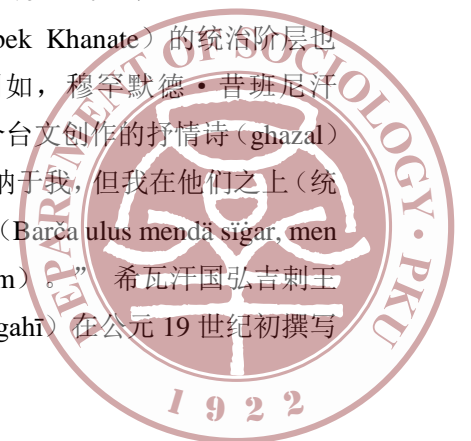 bek Khanate）的统治阶层也
如，穆罕默德·昔班尼汗
台文创作的抒情诗（ghazal）
纳于我，但我在他们之上（统
（Barča ulus mendä sïġar, men
m）。” 希瓦汗国弘吉剌王
gahī）在公元 19 世纪初撰写
DEPARTMENT OF SOCIOLOGY · PKU
1922